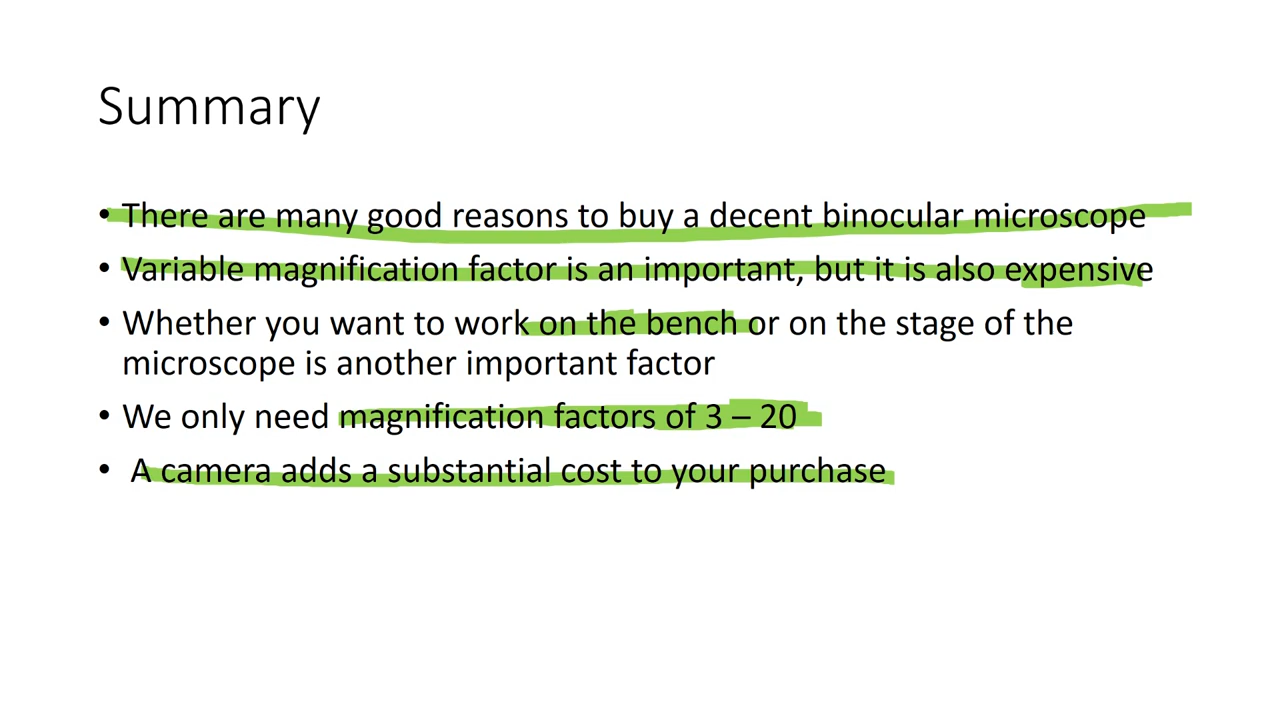 Summary
• There are many good reasons to buy a decent binocular microscope
• Variable magnification factor is an important, but it is also expensive
• Whether you want to work on the bench or on the stage of the
microscope is another important factor
• We only need magnification factors of 3 – 20
• A camera adds a substantial cost to your purchase